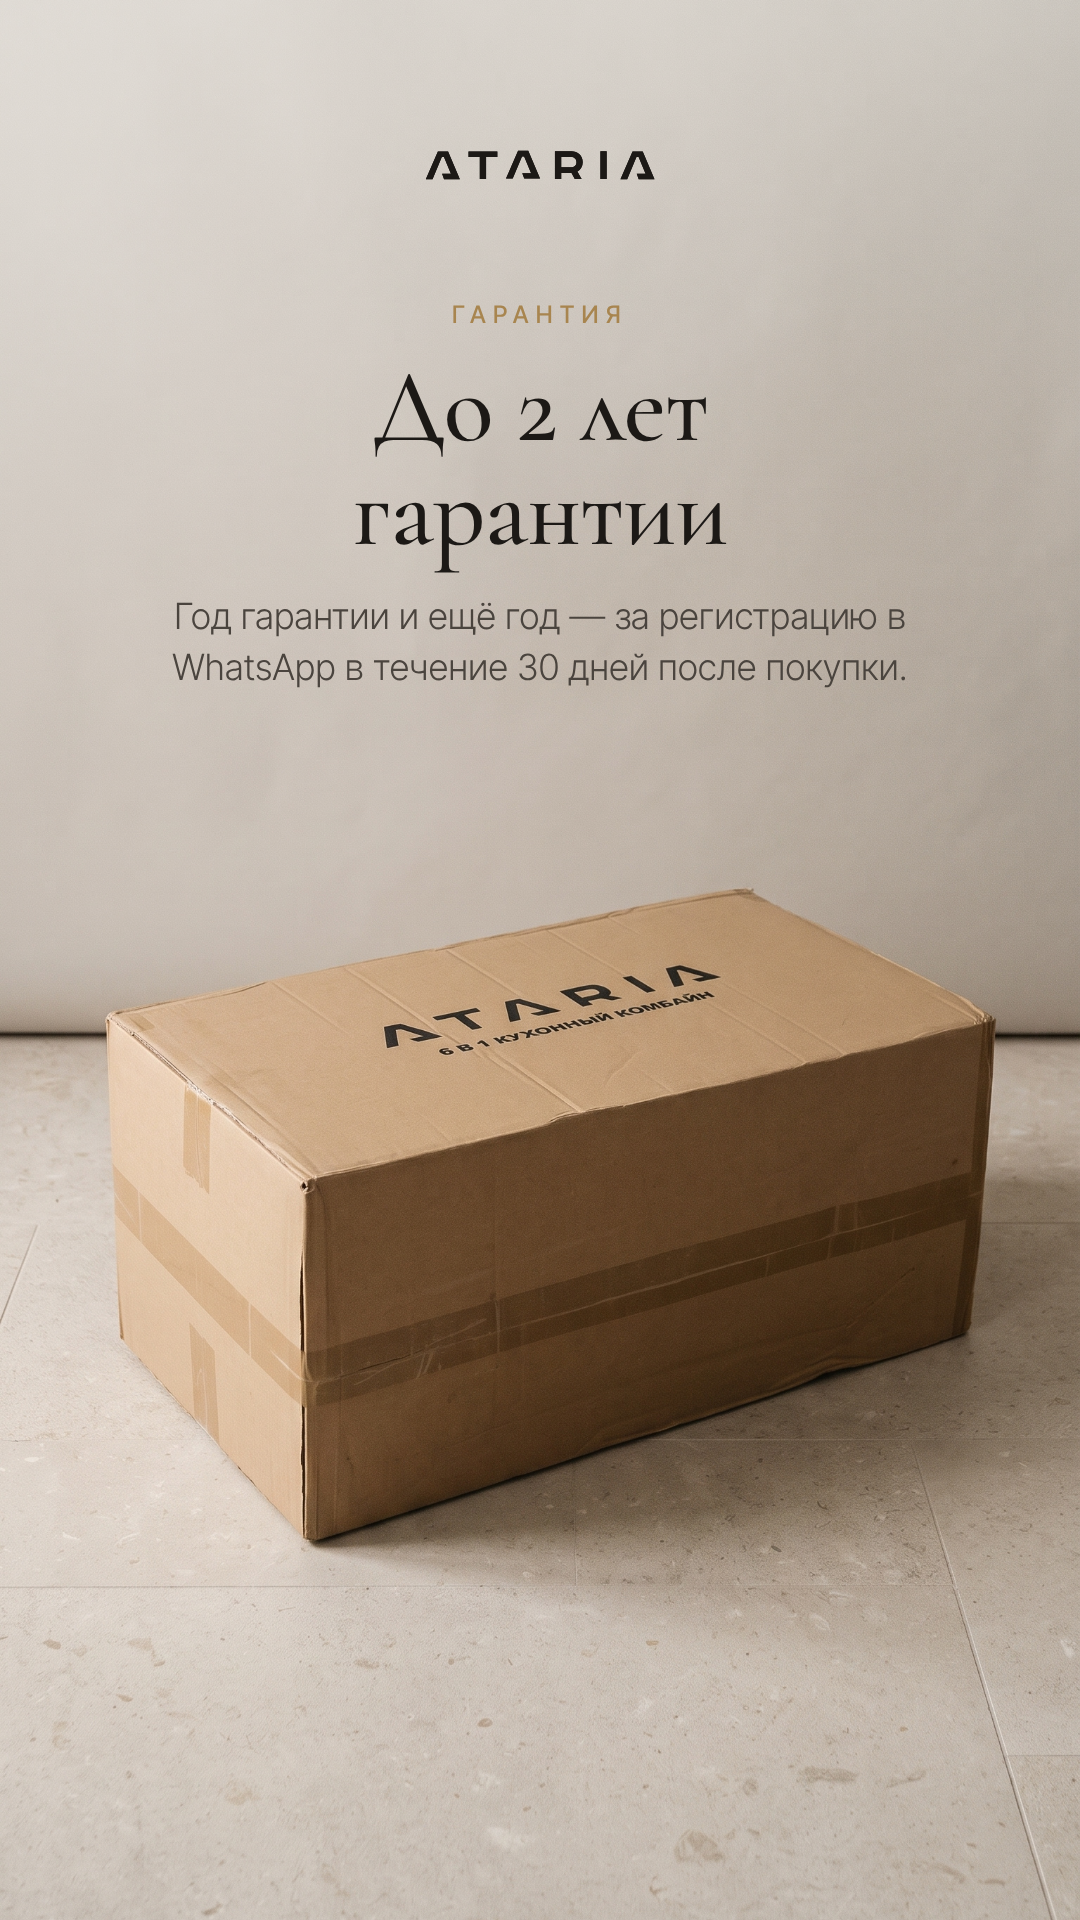 ATARIA
ГАРАНТИЯ
До 2 лет
гарантии
Год гарантии и ещё год — за регистрацию в
WhatsApp в течение 30 дней после покупки.
ATARIA
6 В 1 КУХОННЫЙ КОМБАЙН